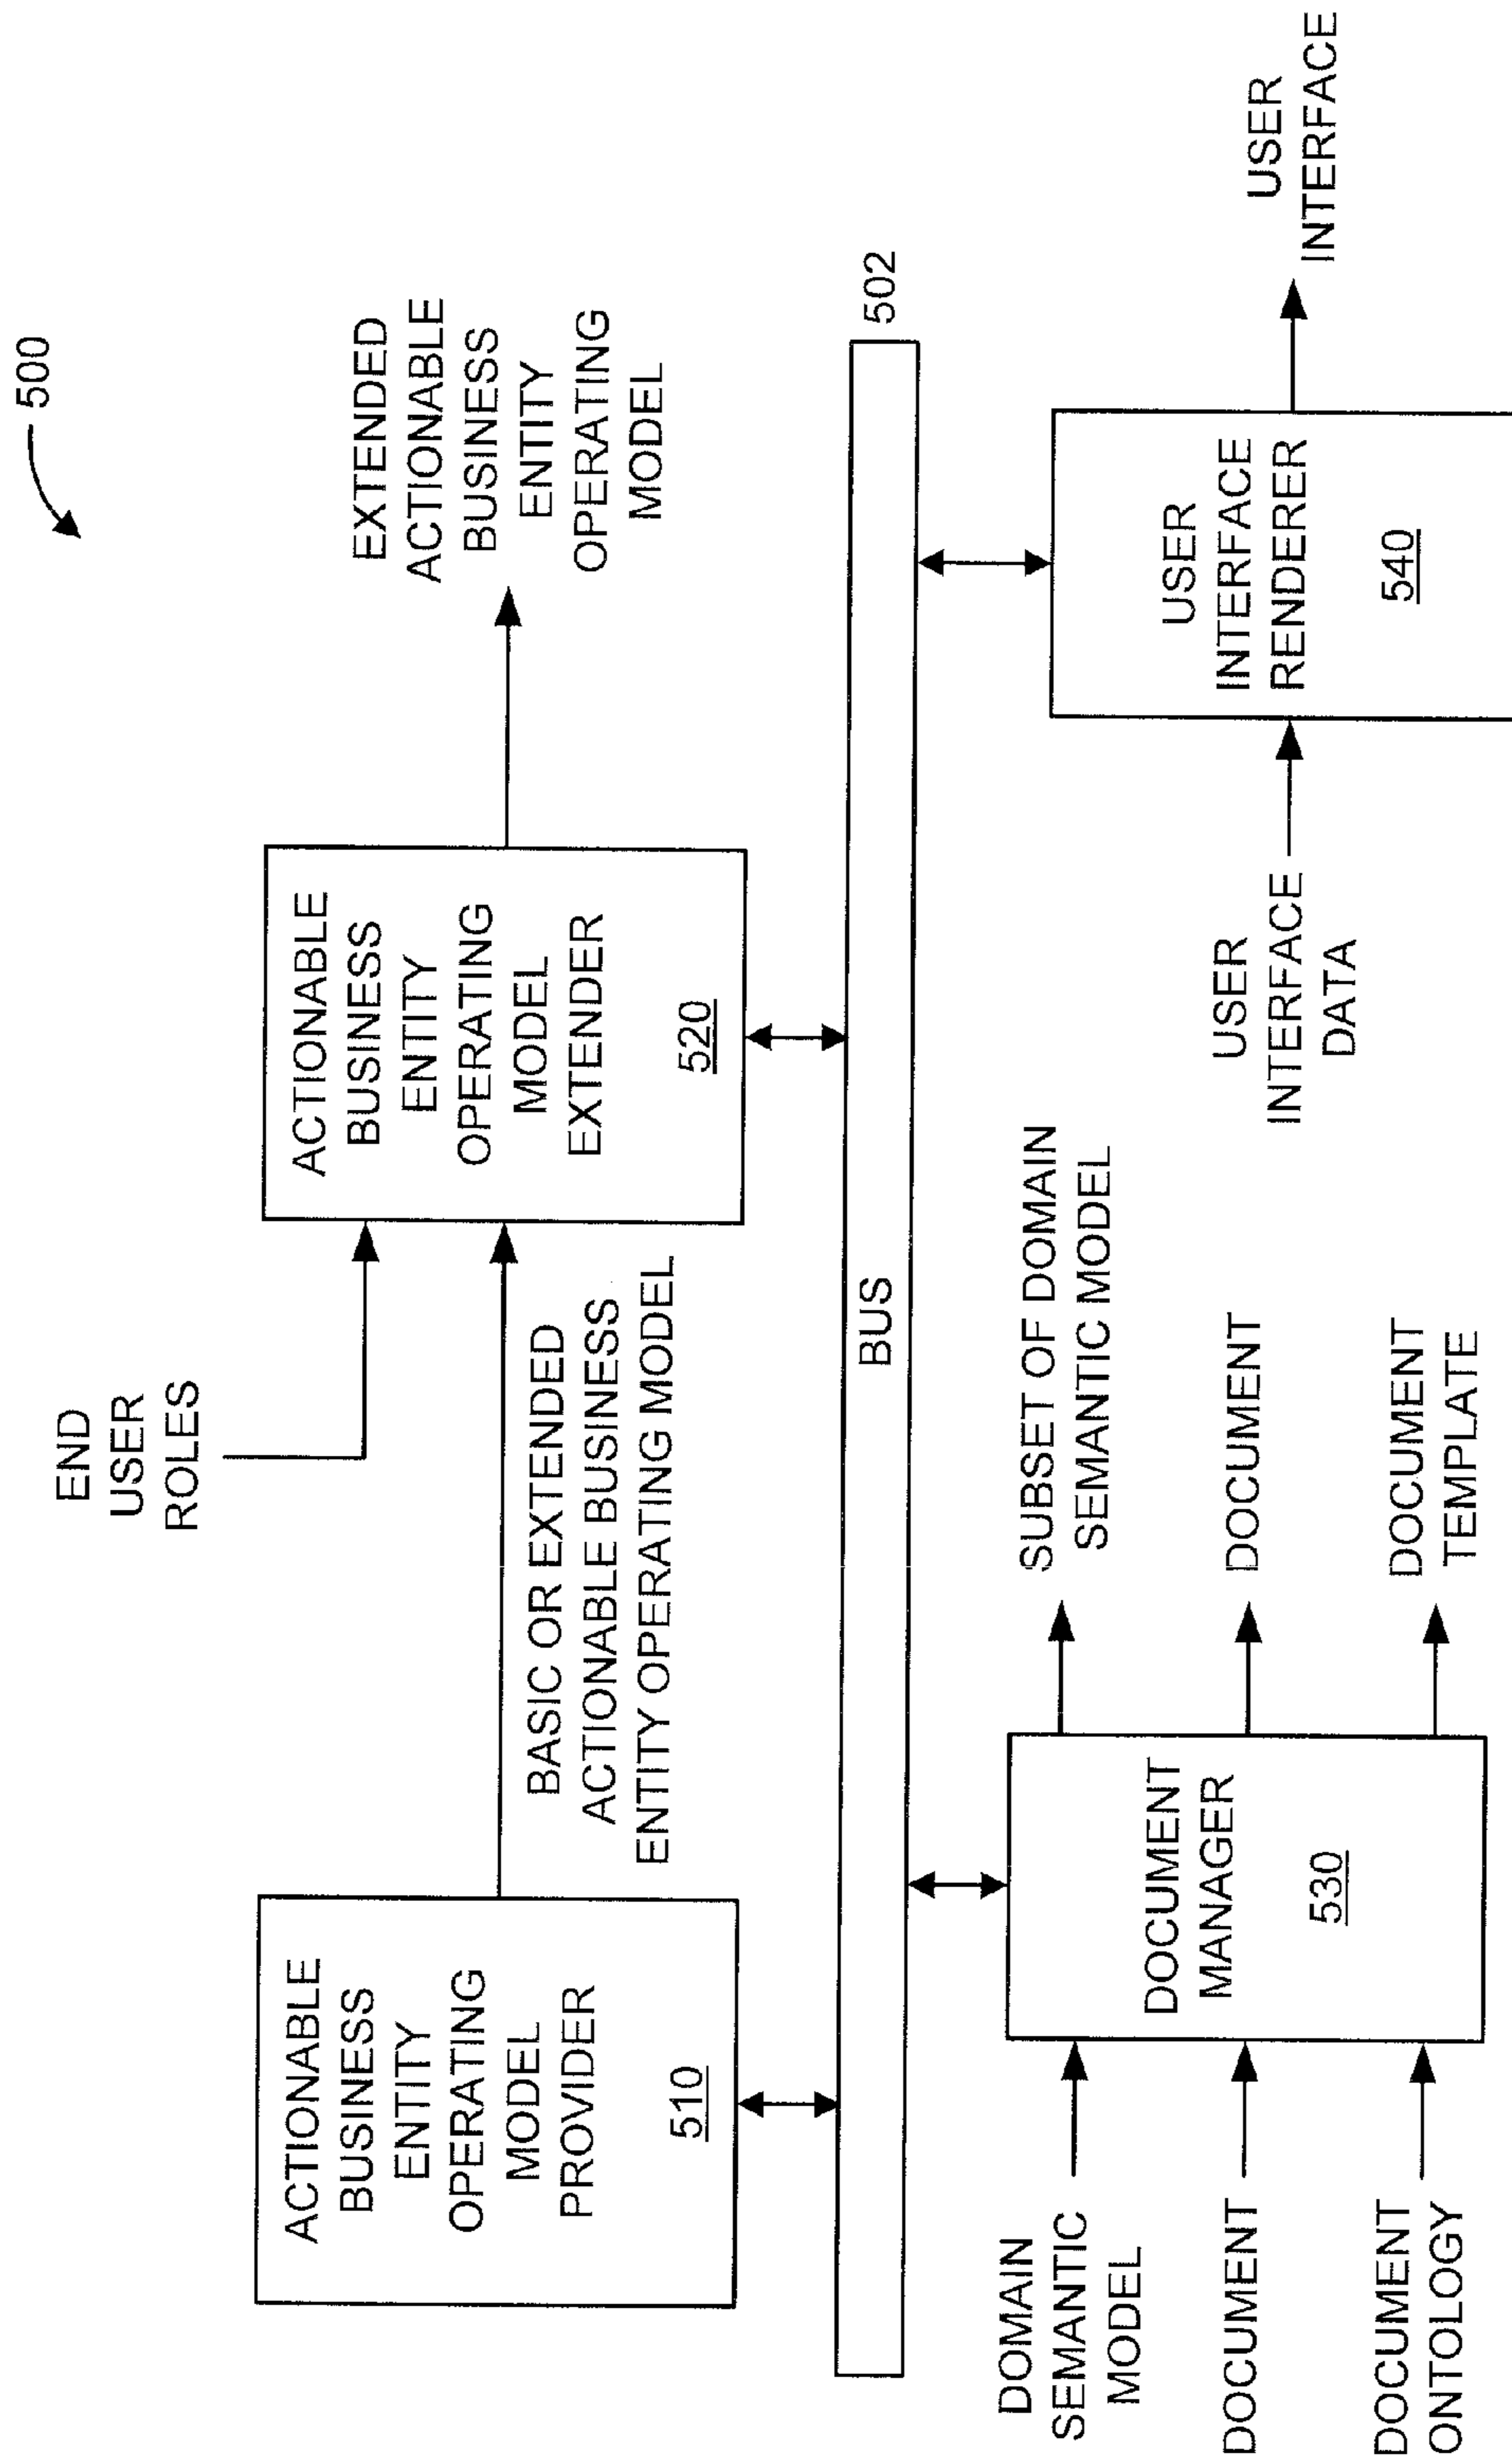 500
END
USER
ROLES
ACTIONABLE
BUSINESS
ENTITY
OPERATING
MODEL
PROVIDER
510
BASIC OR EXTENDED
ACTIONABLE BUSINESS
ENTITY OPERATING MODEL
ACTIONABLE
BUSINESS
ENTITY
OPERATING
MODEL
EXTENDER
520
EXTENDED
ACTIONABLE
BUSINESS
ENTITY
OPERATING
MODEL
BUS
502
DOMAIN
SEMANTIC
MODEL
DOCUMENT
DOCUMENT
ONTOLOGY
DOCUMENT
MANAGER
530
SUBSET OF DOMAIN
SEMANTIC MODEL
DOCUMENT
DOCUMENT
TEMPLATE
USER
INTERFACE
DATA
USER
INTERFACE
RENDERER
540
USER
INTERFACE